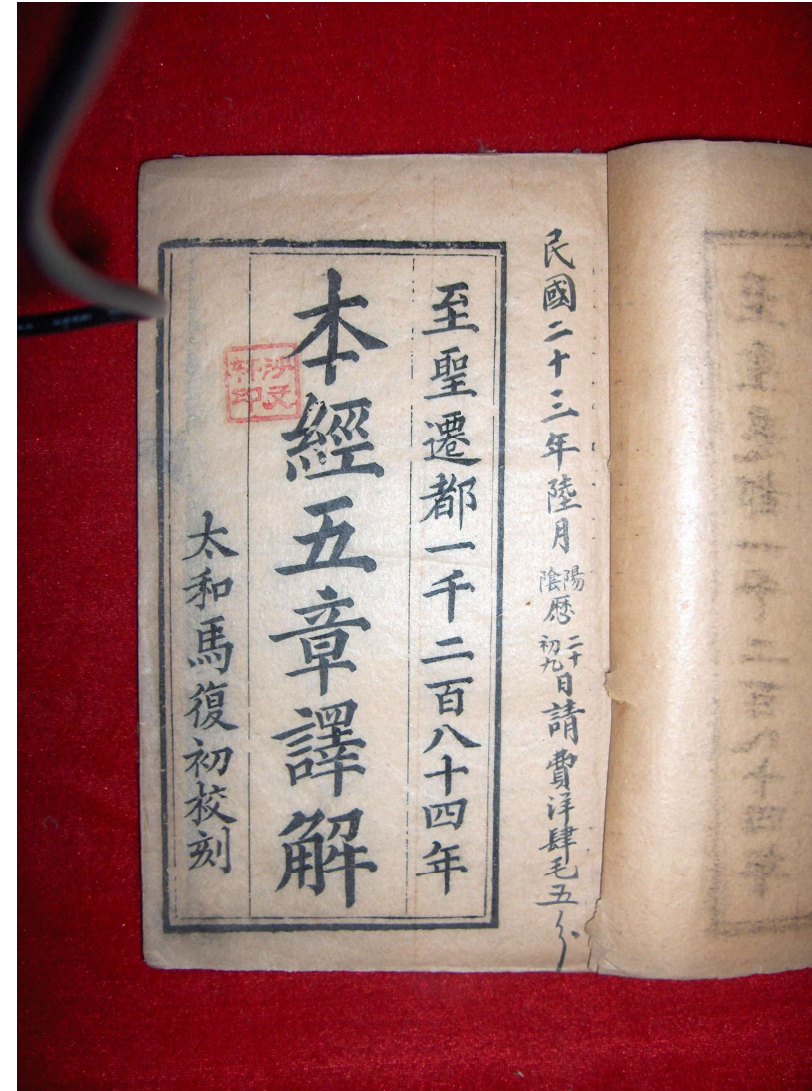 民國二十三年陸月陽陰歷二十初九日請費洋肆毛五分
至聖遷都一千二百八十四年
本經五章譯解
太和馬復初校刻